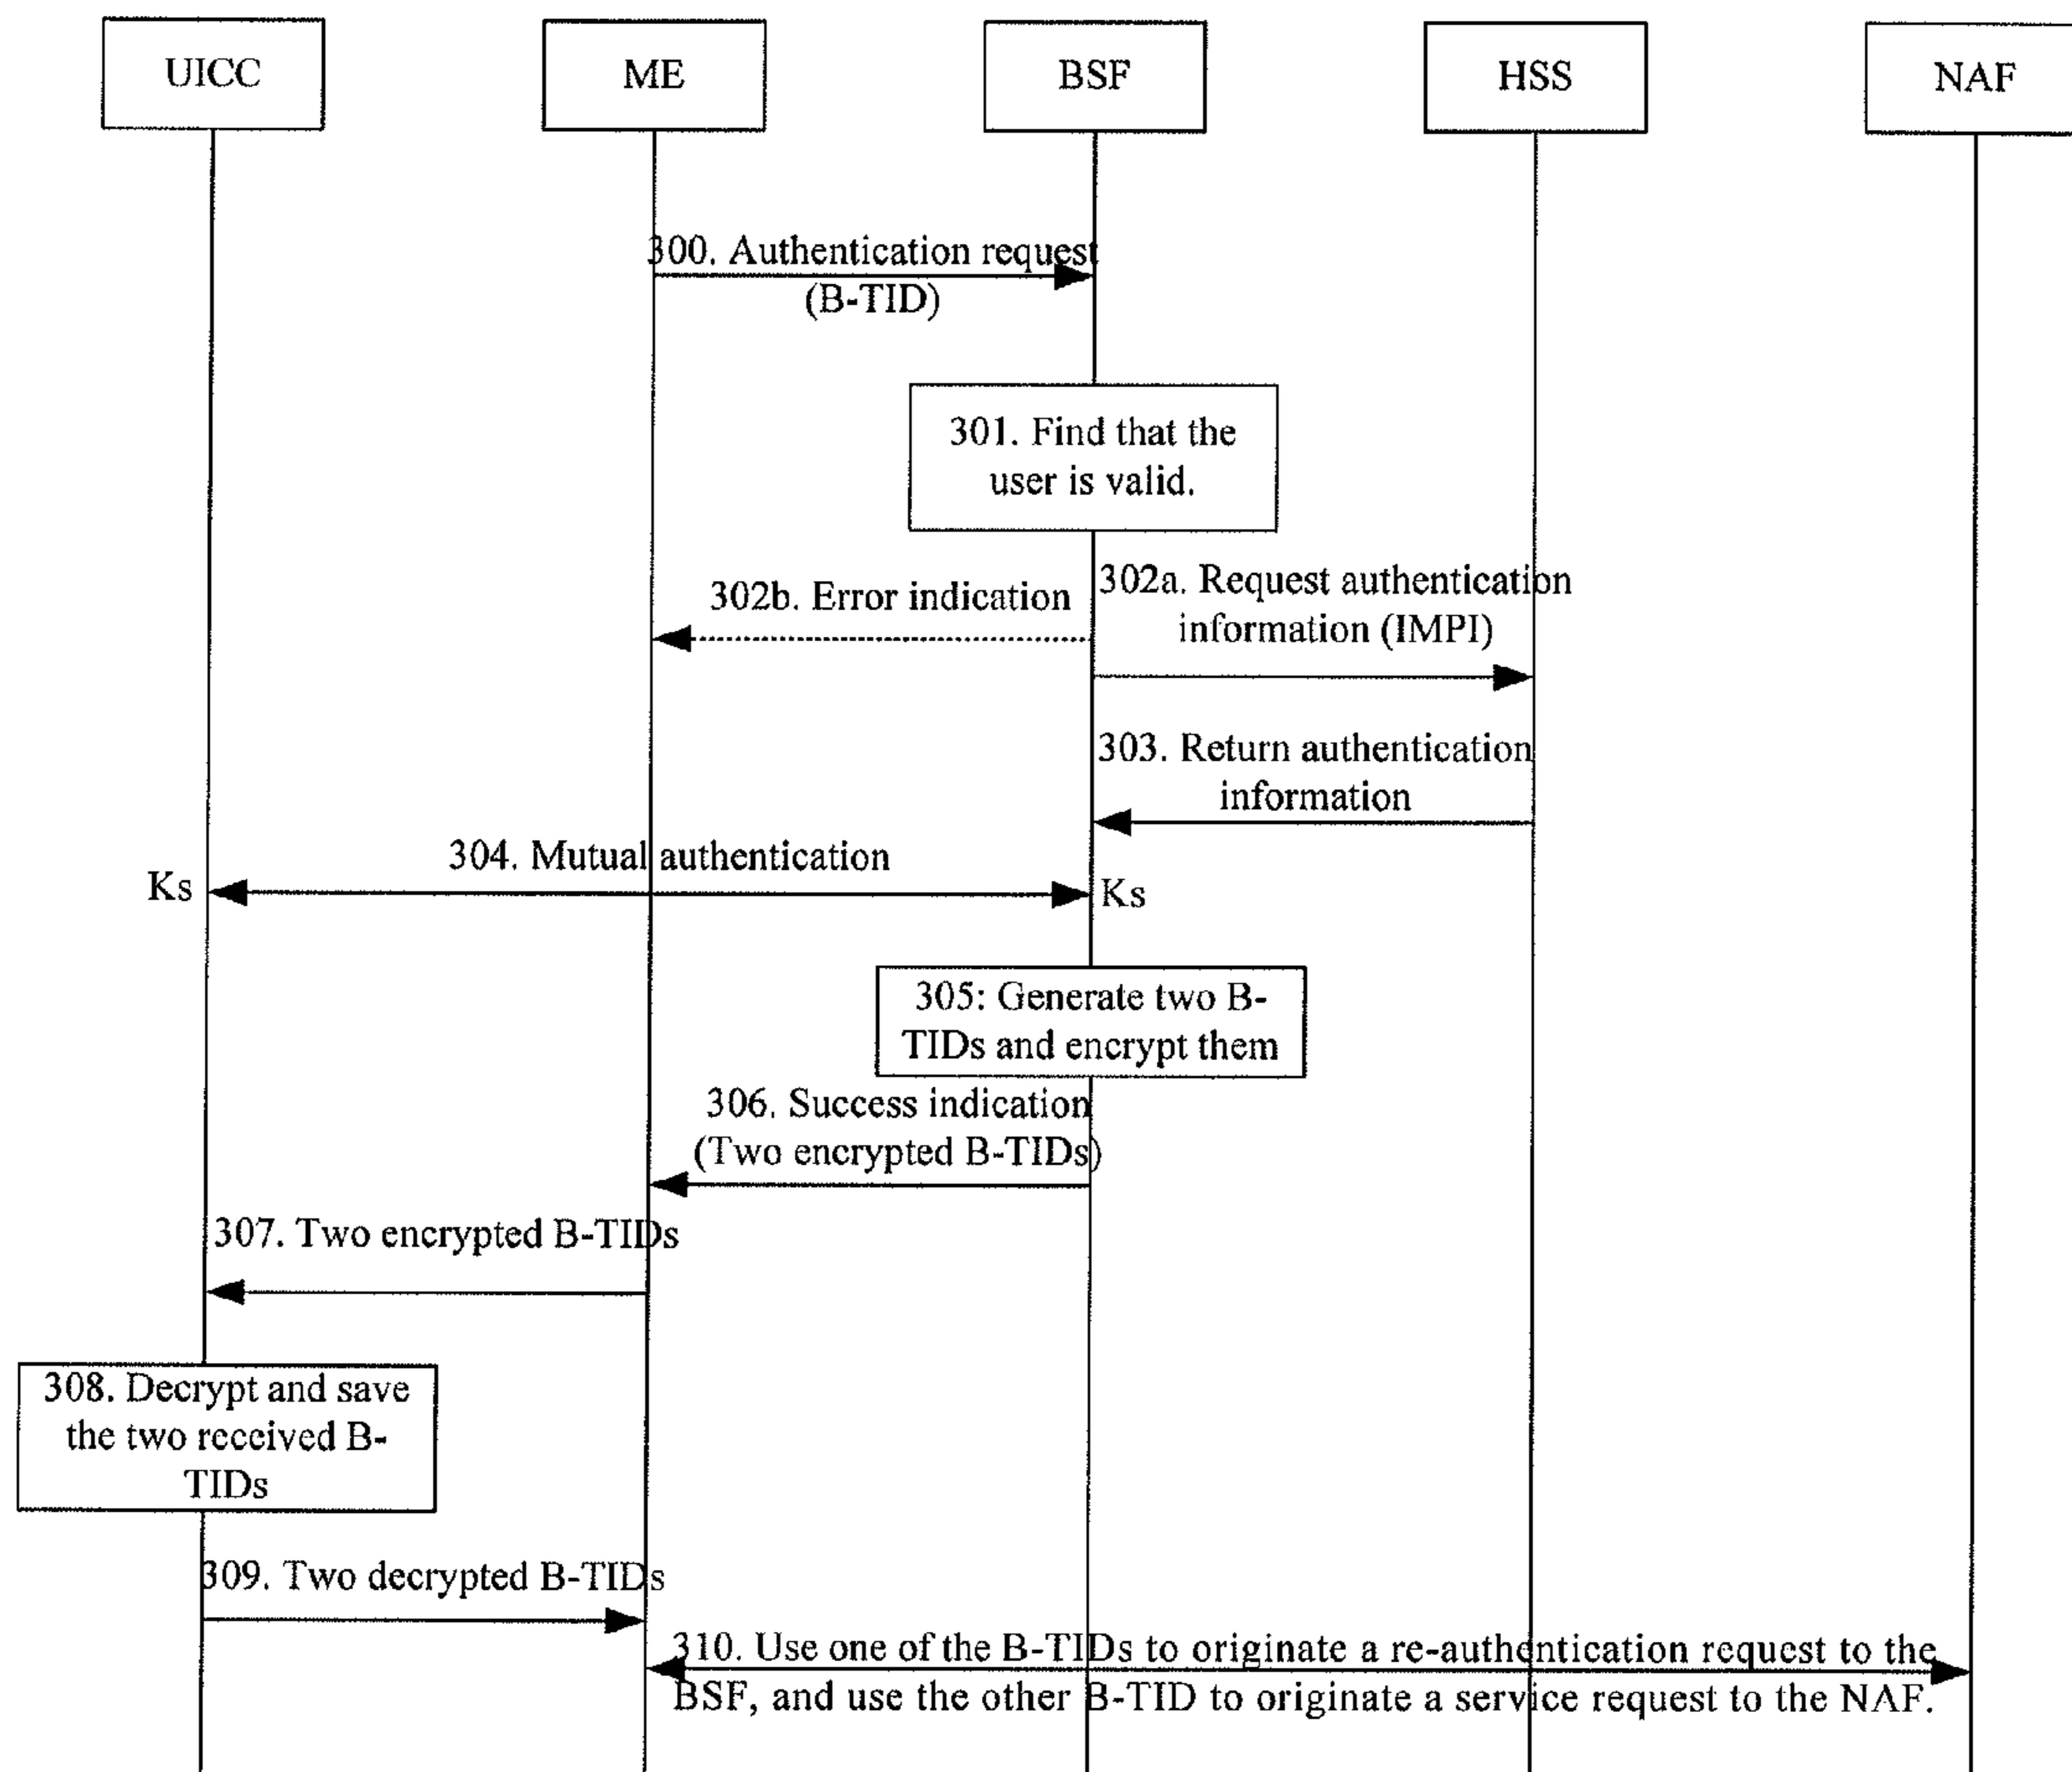 UICC
ME
BSF
HSS
NAF
300. Authentication request
(B-TID)
301. Find that the
user is valid.
302b. Error indication
302a. Request authentication
information (IMPI)
303. Return authentication
information
304. Mutual authentication
Ks
Ks
305: Generate two B-
TIDs and encrypt them
306. Success indication
(Two encrypted B-TIDs)
307. Two encrypted B-TIDs
308. Decrypt and save
the two received B-
TIDs
309. Two decrypted B-TIDs
310. Use one of the B-TIDs to originate a re-authentication request to the
BSF, and use the other B-TID to originate a service request to the NAF.